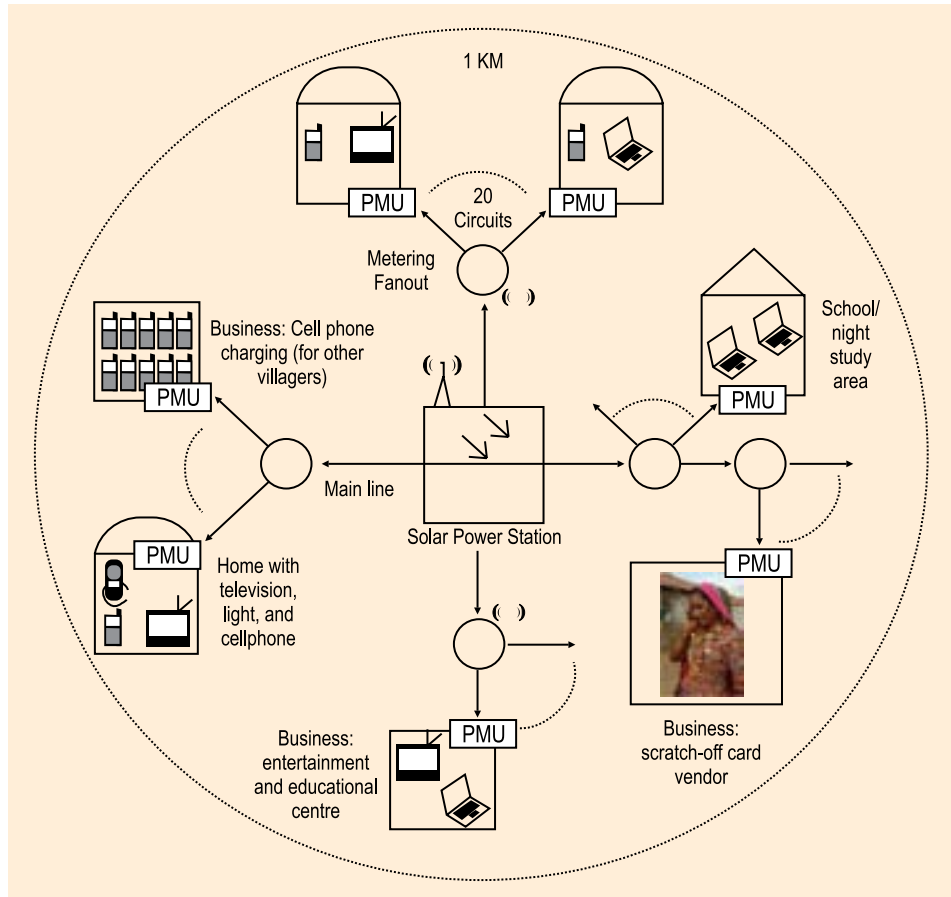 1 KM
PMU
PMU
20
Circuits
Metering
Fanout
Business: Cell phone
charging (for other
villagers)
PMU
School/
night
study
area
PMU
Main line
Solar Power Station
PMU
Home with
television,
light, and
cellphone
PMU
Business:
scratch-off card
vendor
PMU
Business:
entertainment
and educational
centre